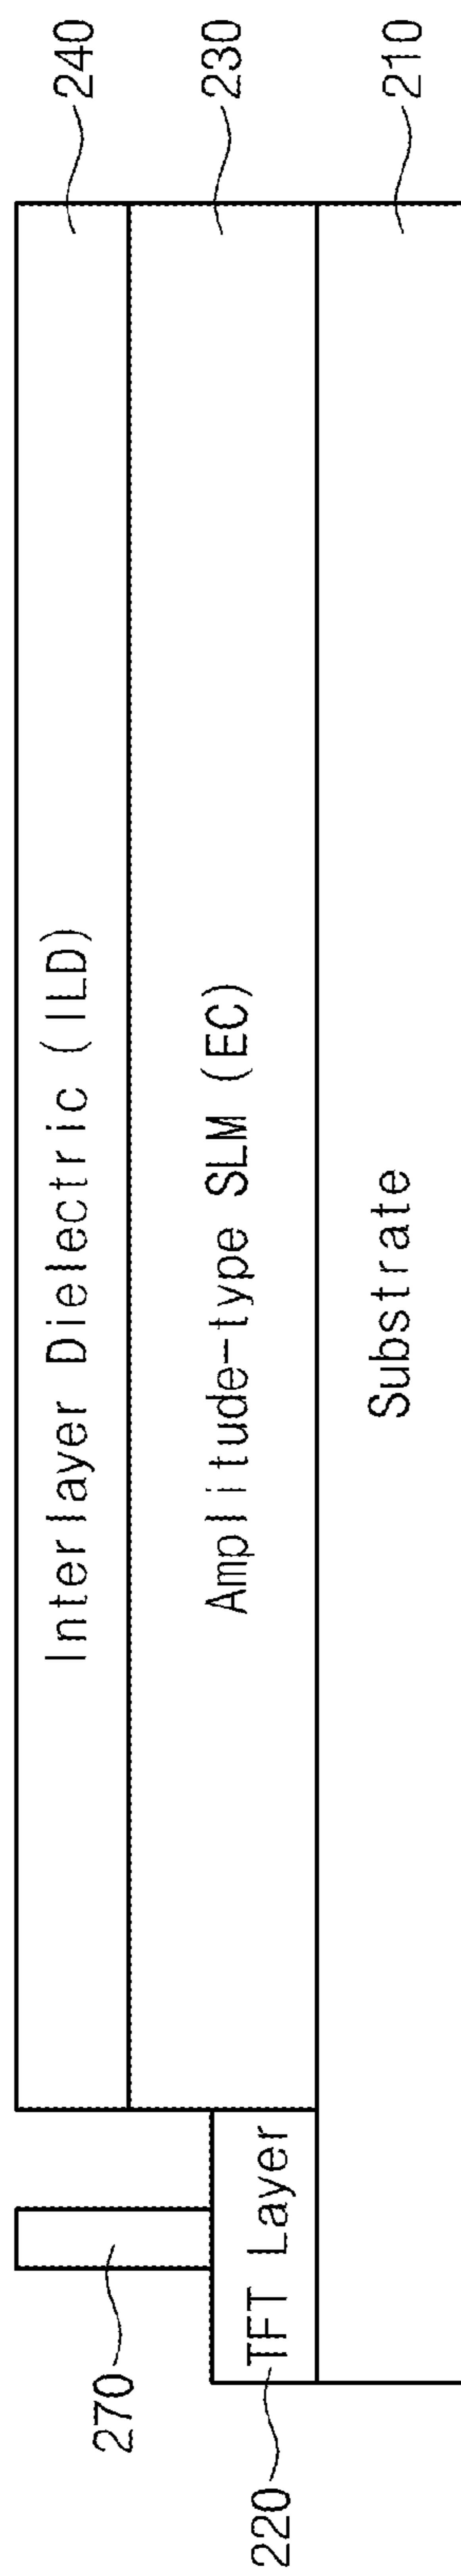 Interlayer Dielectric (ILD)
240
Amplitude-type SLM (EC)
230
Substrate
210
270
TFT Layer
220